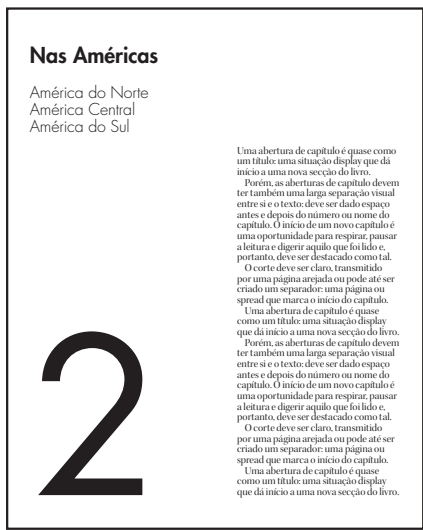 Nas Américas
América do Norte
América Central
América do Sul
Uma abertura de capítulo é quase como
um título: uma situação display que dá
início a uma nova secção do livro.
Porém, as aberturas de capítulo devem
ter também uma larga separação visual
entre si e o texto: deve ser dado espaço
antes e depois do número ou nome do
capítulo. O início de um novo capítulo é
uma oportunidade para respirar, pausar
a leitura e digerir aquilo que foi lido e,
portanto, deve ser destacado como tal.
O corte deve ser claro, transmitido
por uma página arejada ou pode até ser
criado um separador: uma página ou
spread que marca o início do capítulo.
Uma abertura de capítulo é quase
como um título: uma situação display
que dá início a uma nova secção do livro.
Porém, as aberturas de capítulo devem
ter também uma larga separação visual
entre si e o texto: deve ser dado espaço
antes e depois do número ou nome do
capítulo. O início de um novo capítulo é
uma oportunidade para respirar, pausar
a leitura e digerir aquilo que foi lido e,
portanto, deve ser destacado como tal.
O corte deve ser claro, transmitido
por uma página arejada ou pode até ser
criado um separador: uma página ou
spread que marca o início do capítulo.
Uma abertura de capítulo é quase
como um título: uma situação display
que dá início a uma nova secção do livro.
2